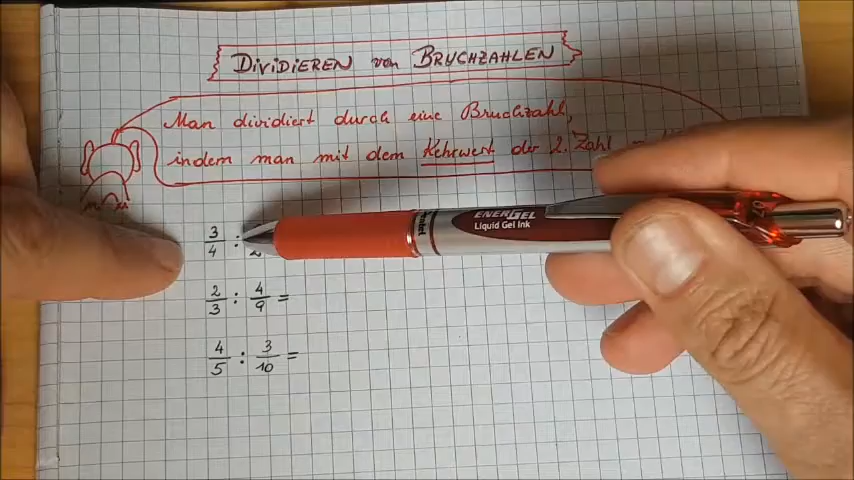 DIVIDIEREN von BRUCHZAHLEN
Man dividiert durch eine Bruchzahl,
indem man mit dem Kehrwert der 2. Zahl
3/4 :
2/3 : 4/9 =
4/5 : 3/10 =
ENERGEL
Liquid Gel Ink
Pentel